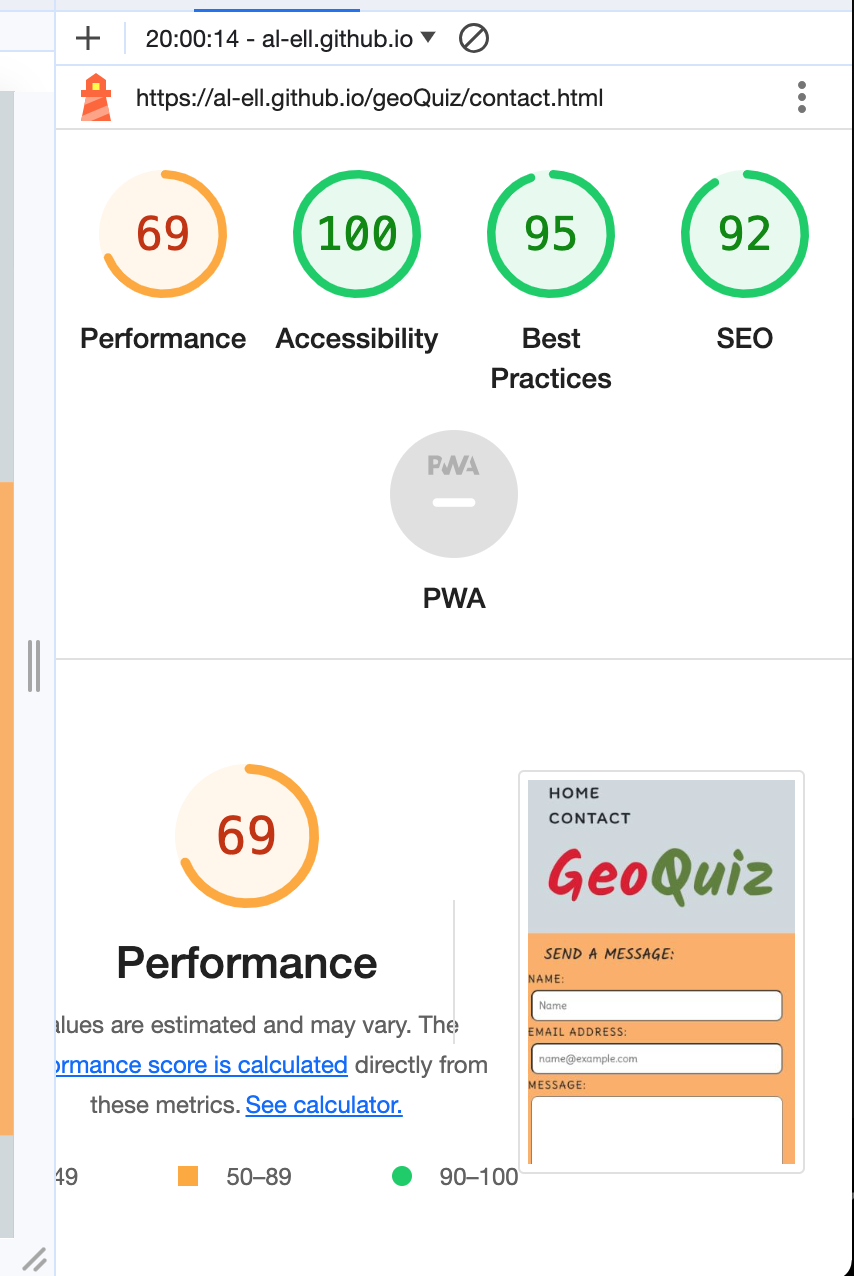 20:00:14 - al-ell.github.io
https://al-ell.github.io/geoQuiz/contact.html
69
100
95
92
Performance
Accessibility
Best
Practices
SEO
PWA
PWA
69
Performance
alues are estimated and may vary. The
ormance score is calculated directly from
these metrics. See calculator.
49
50–89
90–100
HOME
CONTACT
GeoQuiz
SEND A MESSAGE:
NAME:
Name
EMAIL ADDRESS:
name@example.com
MESSAGE: